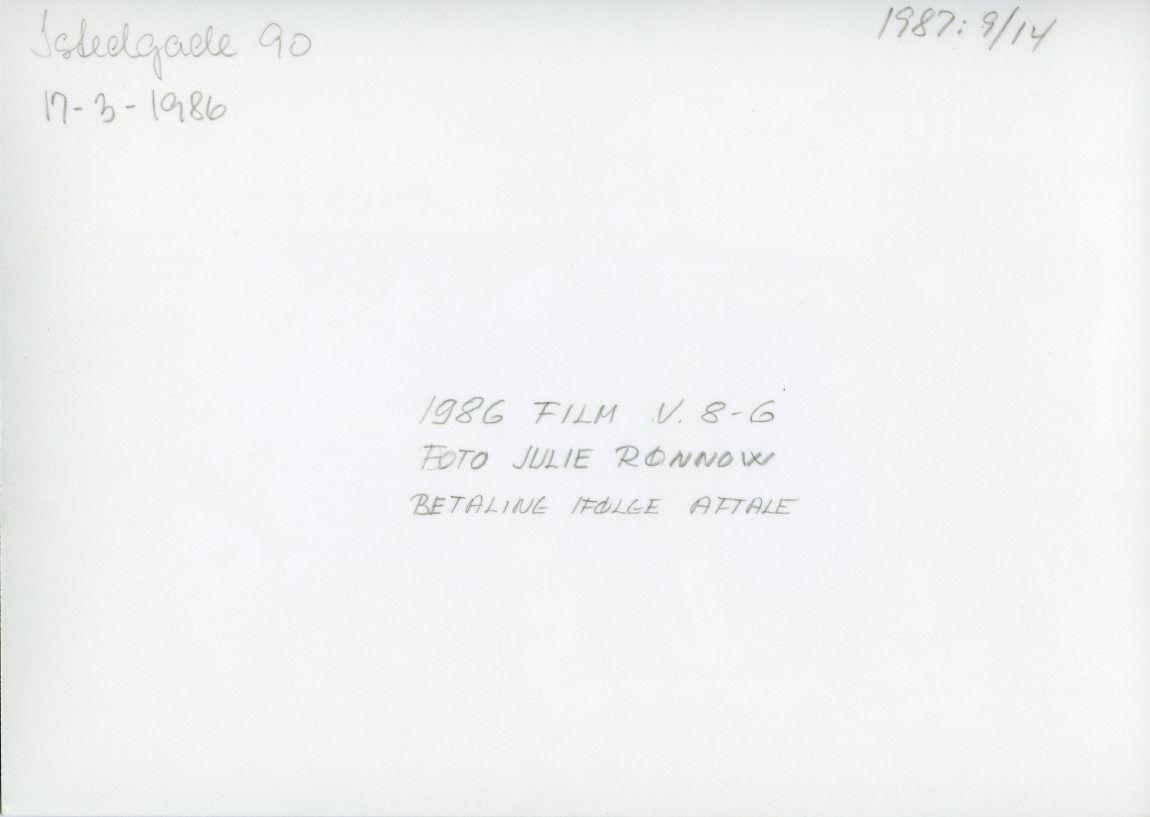 Istedgade 90
17-3-1986
1987: 9/14
1986 FILM V. 8-6
FOTO JULIE RØNNOW
BETALING IFØLGE AFTALE